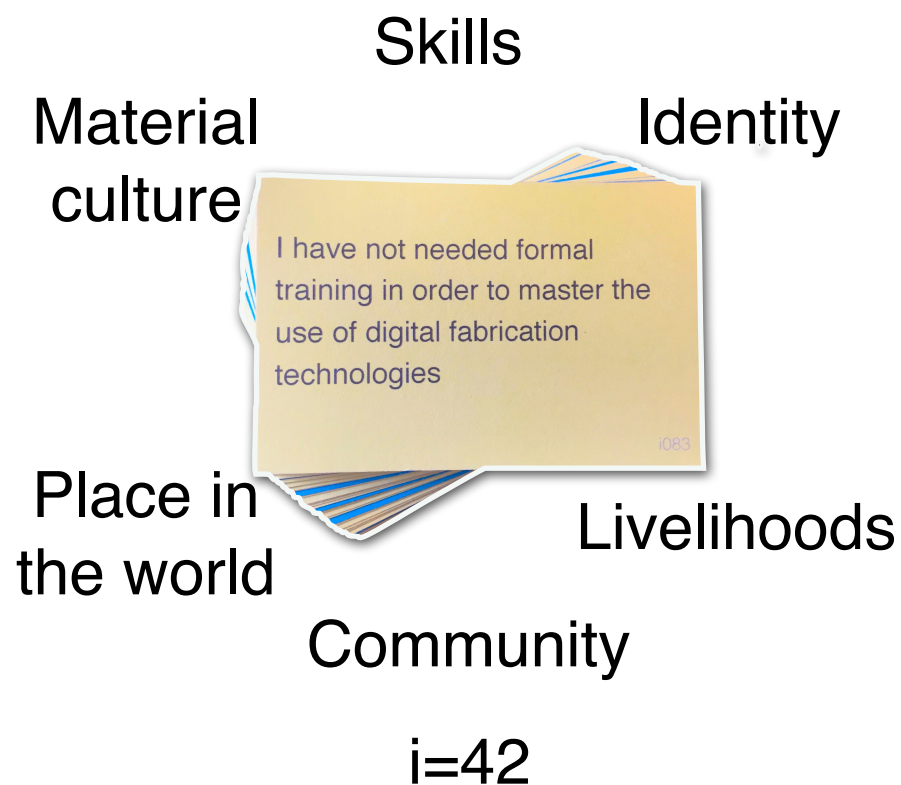 Skills
Material
culture
Identity
I have not needed formal
training in order to master the
use of digital fabrication
technologies
i083
Place in
the world
Livelihoods
Community
i=42